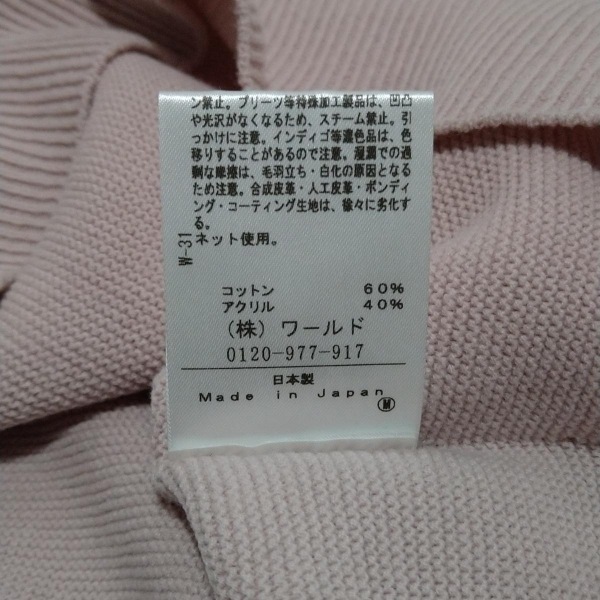 ン禁止。プリーツ等特殊加工製品は、凹凸
や光沢がなくなるため、スチーム禁止。引
っかけに注意。インディゴ等濃色品は、色
移りすることがあるので注意。湿潤での過
剰な摩擦は、毛羽立ち・白化の原因となる
ため注意。合成皮革・人工皮革・ボンディ
ング・コーティング生地は、徐々に劣化す
る。
ネット使用。
W-31
コットン 60%
アクリル 40%
(株)ワールド
0120-977-917
日本製
Made in Japan
M